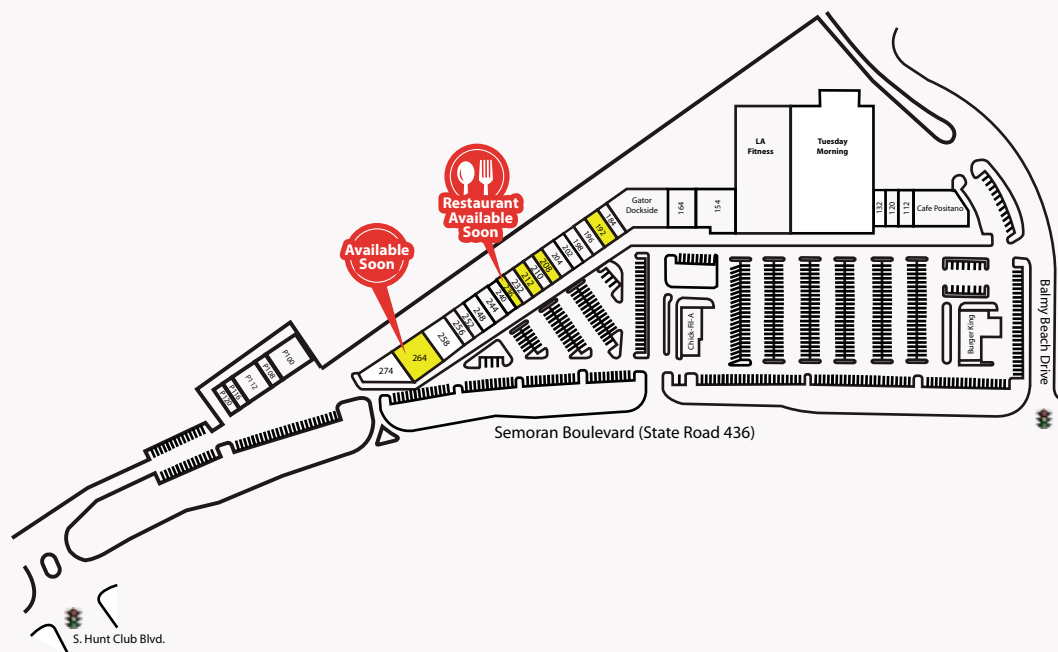 LA
Fitness
Tuesday
Morning
Restaurant
Available
Soon
Gator
Dockside
164
154
132
120
112
Cafe Positano
184
192
196
198
202
204
208
210
212
232
236
240
244
248
252
256
258
264
274
Available
Soon
P100
P108
P112
P116
P120
Chick-Fil-A
Burger King
Balmy Beach Drive
Semoran Boulevard (State Road 436)
S. Hunt Club Blvd.